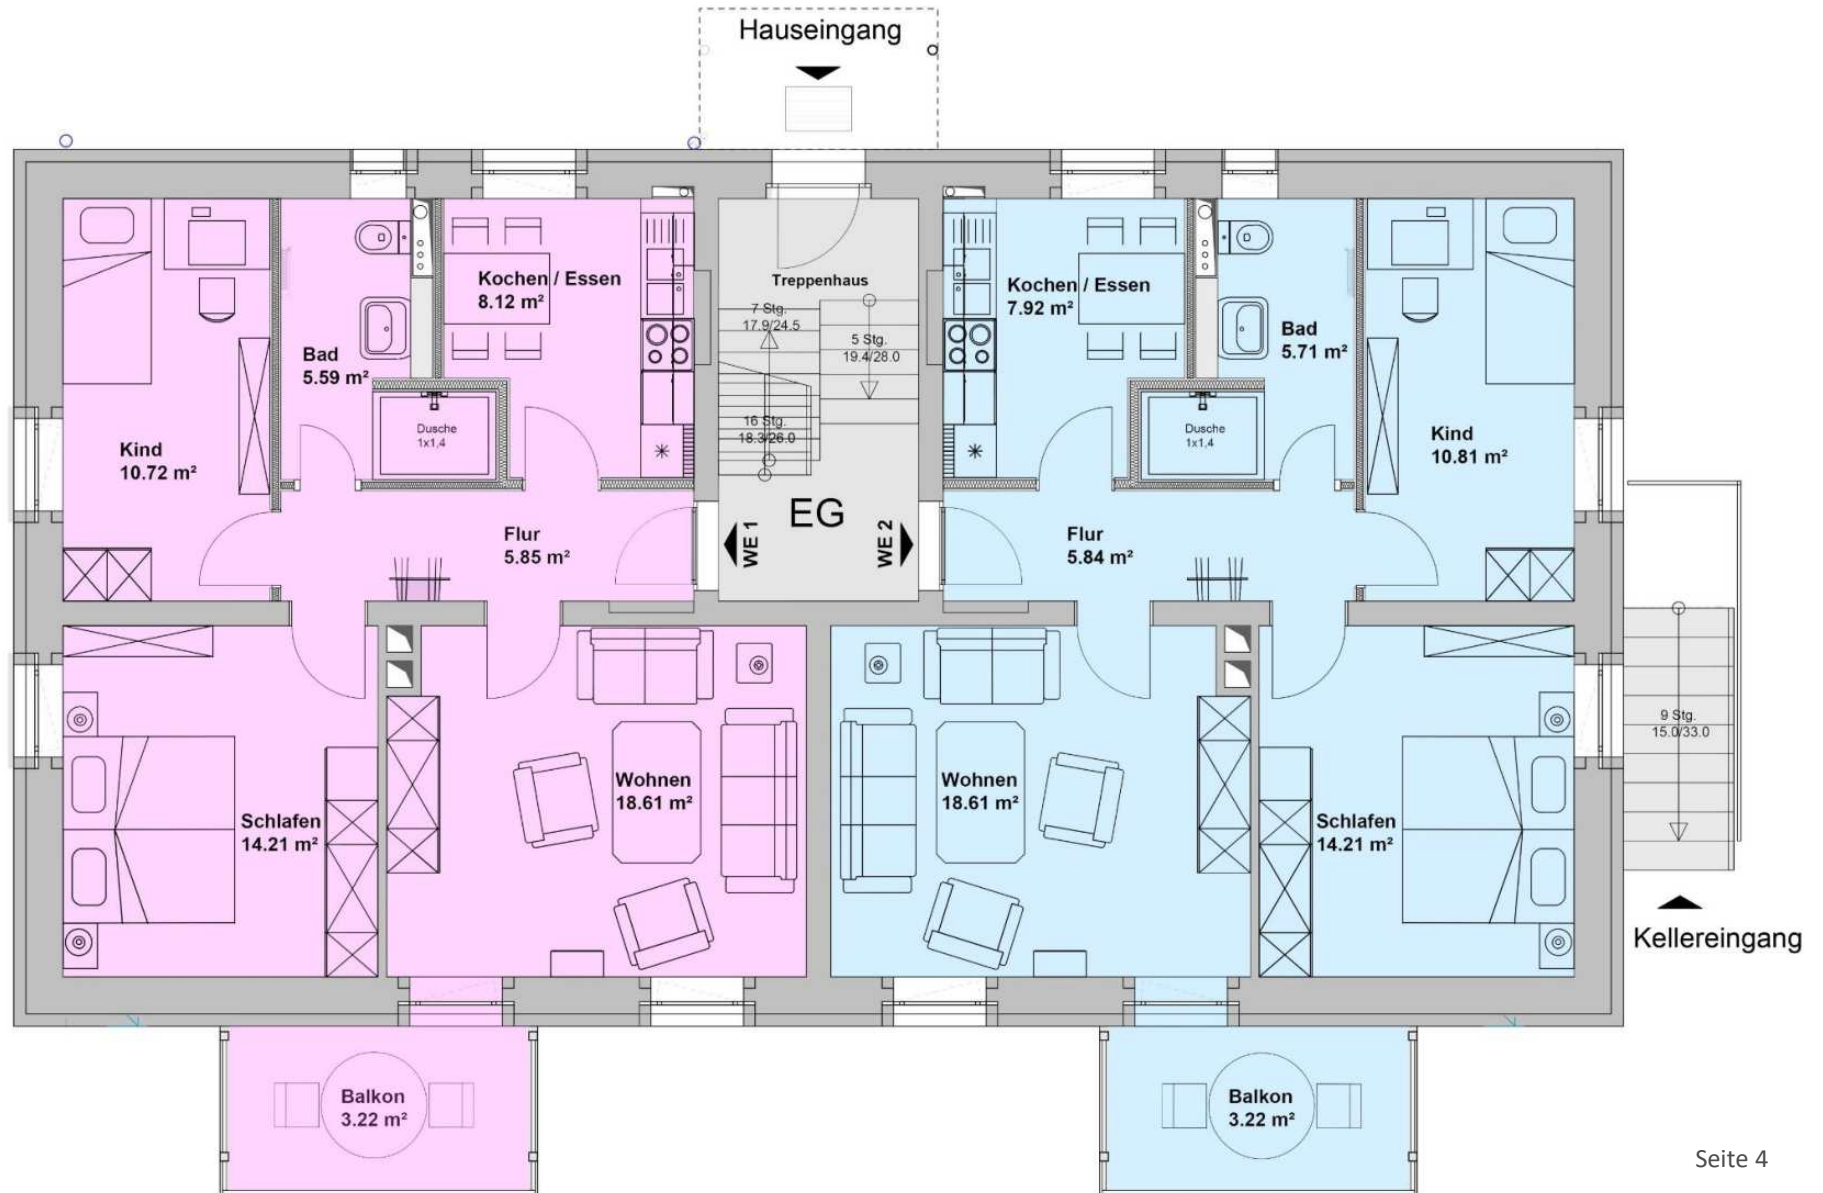 Hauseingang
Kochen / Essen
8.12 m²
Treppenhaus
Kochen / Essen
7.92 m²
7 Stg.
17.9/24.5
5 Stg.
19.4/28.0
Bad
5.59 m²
Bad
5.71 m²
Dusche
1x1,4
16 Stg.
18.3/26.0
Dusche
1x1,4
Kind
10.72 m²
Kind
10.81 m²
Flur
5.85 m²
WE 1
EG
WE 2
Flur
5.84 m²
9 Stg.
15.0/33.0
Wohnen
18.61 m²
Wohnen
18.61 m²
Schlafen
14.21 m²
Schlafen
14.21 m²
Kellereingang
Balkon
3.22 m²
Balkon
3.22 m²
Seite 4